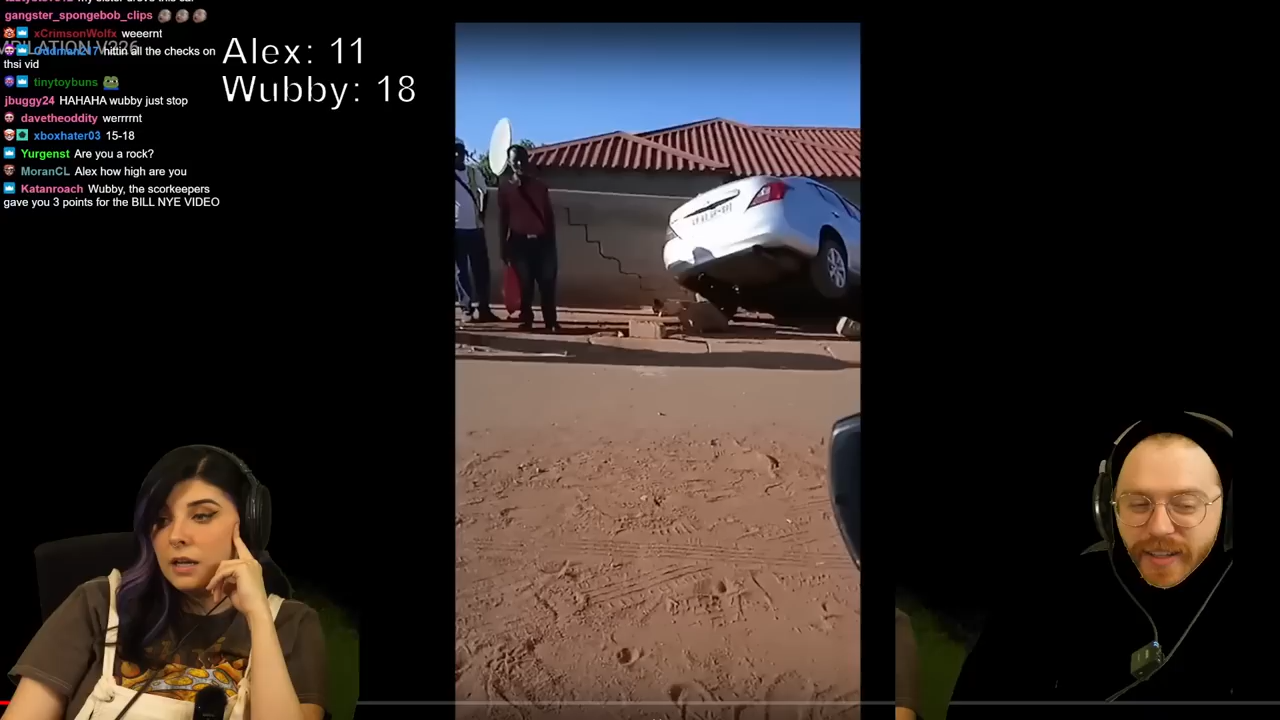 gangster_spongebob_clips
xCrimsonWolfx weeernt
hittin all the checks on
thsi vid
tinytoybuns
jbuggy24 HAHAHA wubby just stop
davetheoddity werrrrnt
xboxhater03 15-18
Yurgenst Are you a rock?
MoranCL Alex how high are you
Katanroach Wubby, the scorkeepers
gave you 3 points for the BILL NYE VIDEO
Alex: 11
Wubby: 18